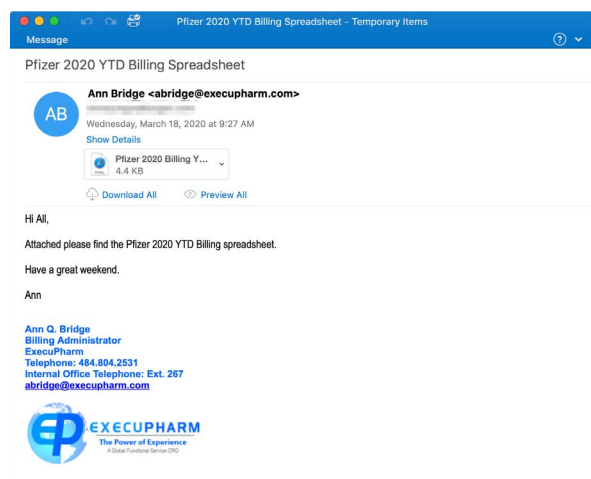 Pfizer 2020 YTD Billing Spreadsheet - Temporary Items
Message
Pfizer 2020 YTD Billing Spreadsheet
AB
Ann Bridge <abridge@execupharm.com>
Wednesday, March 18, 2020 at 9:27 AM
Show Details
Pfizer 2020 Billing Y...
4.4 KB
Download All
Preview All
Hi All,
Attached please find the Pfizer 2020 YTD Billing spreadsheet.
Have a great weekend.
Ann
Ann Q. Bridge
Billing Administrator
ExecuPharm
Telephone: 484.804.2531
Internal Office Telephone: Ext. 267
abridge@execupharm.com
EP EXECUPHARM
The Power of Experience
A Global Functional Service CRO